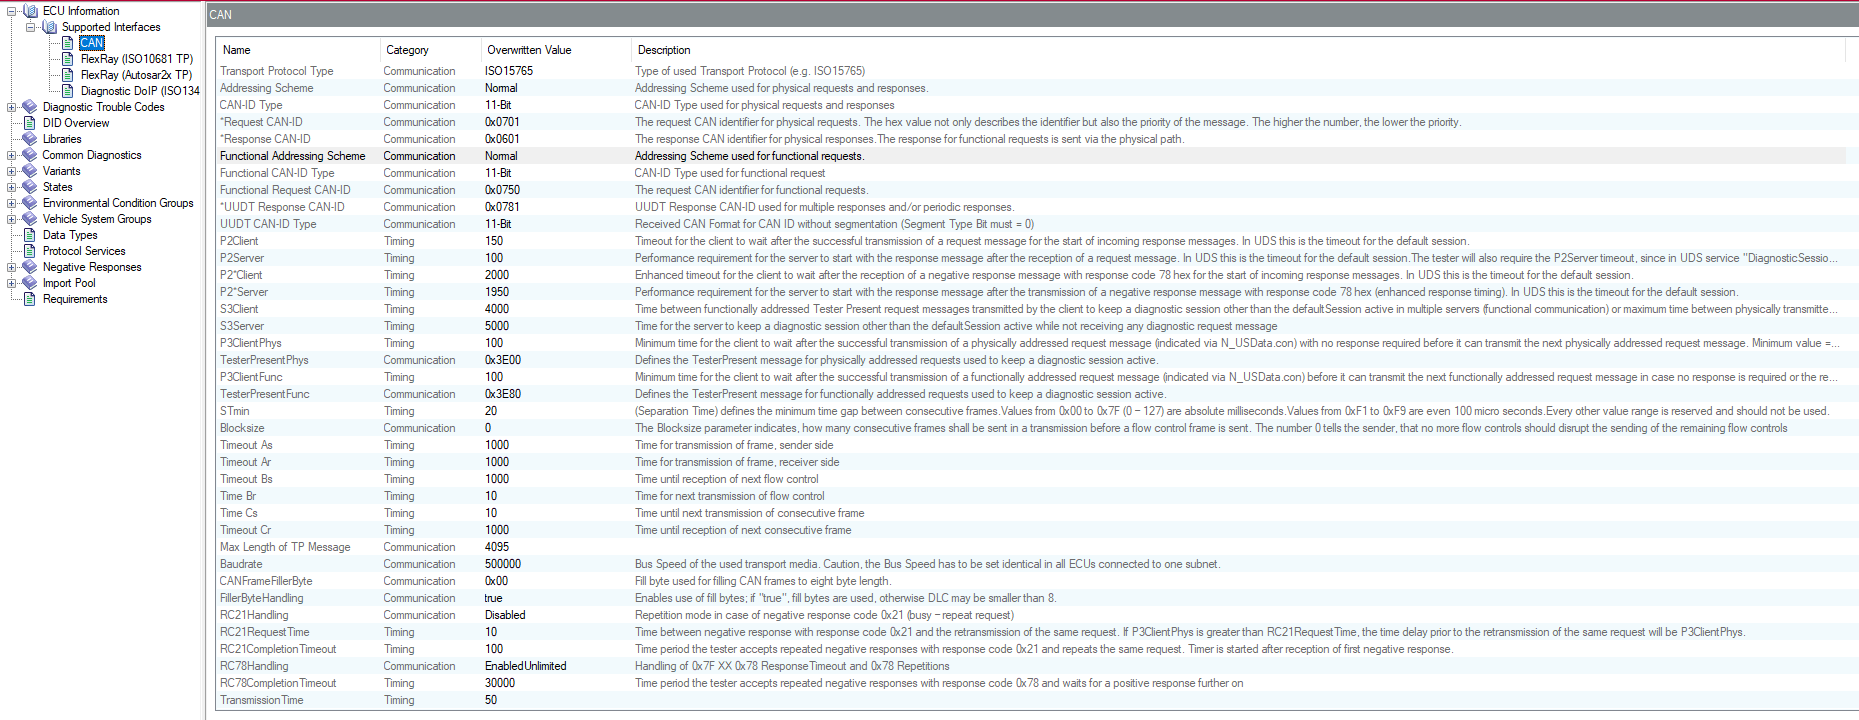 ECU Information
Supported Interfaces
CAN
FlexRay (ISO10681 TP)
FlexRay (Autosar2x TP)
Diagnostic DoIP (ISO134
Diagnostic Trouble Codes
DID Overview
Libraries
Common Diagnostics
Variants
States
Environmental Condition Groups
Vehicle System Groups
Data Types
Protocol Services
Negative Responses
Import Pool
Requirements
CAN
Name Category Overwritten Value Description
Transport Protocol Type Communication ISO15765 Type of used Transport Protocol (e.g. ISO15765)
Addressing Scheme Communication Normal Addressing Scheme used for physical requests and responses.
CAN-ID Type Communication 11-Bit CAN-ID Type used for physical requests and responses
*Request CAN-ID Communication 0x0701 The request CAN identifier for physical requests. The hex value not only describes the identifier but also the priority of the message. The higher the number, the lower the priority.
*Response CAN-ID Communication 0x0601 The response CAN identifier for physical responses.The response for functional requests is sent via the physical path.
Functional Addressing Scheme Communication Normal Addressing Scheme used for functional requests.
Functional CAN-ID Type Communication 11-Bit CAN-ID Type used for functional request
Functional Request CAN-ID Communication 0x0750 The request CAN identifier for functional requests.
*UUDT Response CAN-ID Communication 0x0781 UUDT Response CAN-ID used for multiple responses and/or periodic responses.
UUDT CAN-ID Type Communication 11-Bit Received CAN Format for CAN ID without segmentation (Segment Type Bit must = 0)
P2Client Timing 150 Timeout for the client to wait after the successful transmission of a request message for the start of incoming response messages. In UDS this is the timeout for the default session.
P2Server Timing 100 Performance requirement for the server to start with the response message after the reception of a request message. In UDS this is the timeout for the default session.The tester will also require the P2Server timeout, since in UDS service "DiagnosticSessio...
P2*Client Timing 2000 Enhanced timeout for the client to wait after the reception of a negative response message with response code 78 hex for the start of incoming response messages. In UDS this is the timeout for the default session.
P2*Server Timing 1950 Performance requirement for the server to start with the response message after the transmission of a negative response message with response code 78 hex (enhanced response timing). In UDS this is the timeout for the default session.
S3Client Timing 4000 Time between functionally addressed Tester Present request messages transmitted by the client to keep a diagnostic session other than the defaultSession active in multiple servers (functional communication) or maximum time between physically transmitte...
S3Server Timing 5000 Time for the server to keep a diagnostic session other than the defaultSession active while not receiving any diagnostic request message
P3ClientPhys Timing 100 Minimum time for the client to wait after the successful transmission of a physically addressed request message (indicated via N_USData.con) with no response required before it can transmit the next physically addressed request message. Minimum value =...
TesterPresentPhys Communication 0x3E00 Defines the TesterPresent message for physically addressed requests used to keep a diagnostic session active.
P3ClientFunc Timing 100 Minimum time for the client to wait after the successful transmission of a functionally addressed request message (indicated via N_USData.con) before it can transmit the next functionally addressed request message in case no response is required or the re...
TesterPresentFunc Communication 0x3E80 Defines the TesterPresent message for functionally addressed requests used to keep a diagnostic session active.
STmin Timing 20 (Separation Time) defines the minimum time gap between consecutive frames.Values from 0x00 to 0x7F (0 – 127) are absolute milliseconds.Values from 0xF1 to 0xF9 are even 100 micro seconds.Every other value range is reserved and should not be used.
Blocksize Communication 0 The Blocksize parameter indicates, how many consecutive frames shall be sent in a transmission before a flow control frame is sent. The number 0 tells the sender, that no more flow controls should disrupt the sending of the remaining flow controls
Timeout As Timing 1000 Time for transmission of frame, sender side
Timeout Ar Timing 1000 Time for transmission of frame, receiver side
Timeout Bs Timing 1000 Time until reception of next flow control
Time Br Timing 10 Time for next transmission of flow control
Time Cs Timing 10 Time until next transmission of consecutive frame
Timeout Cr Timing 1000 Time until reception of next consecutive frame
Max Length of TP Message Communication 4095
Baudrate Communication 500000 Bus Speed of the used transport media. Caution, the Bus Speed has to be set identical in all ECUs connected to one subnet.
CANFrameFillerByte Communication 0x00 Fill byte used for filling CAN frames to eight byte length.
FillerByteHandling Communication true Enables use of fill bytes; if "true", fill bytes are used, otherwise DLC may be smaller than 8.
RC21Handling Communication Disabled Repetition mode in case of negative response code 0x21 (busy – repeat request)
RC21RequestTime Timing 10 Time between negative response with response code 0x21 and the retransmission of the same request. If P3ClientPhys is greater than RC21RequestTime, the time delay prior to the retransmission of the same request will be P3ClientPhys.
RC21CompletionTimeout Timing 100 Time period the tester accepts repeated negative responses with response code 0x21 and repeats the same request. Timer is started after reception of first negative response.
RC78Handling Communication EnabledUnlimited Handling of 0x7F XX 0x78 ResponseTimeout and 0x78 Repetitions
RC78CompletionTimeout Timing 30000 Time period the tester accepts repeated negative responses with response code 0x78 and waits for a positive response further on
TransmissionTime Timing 50